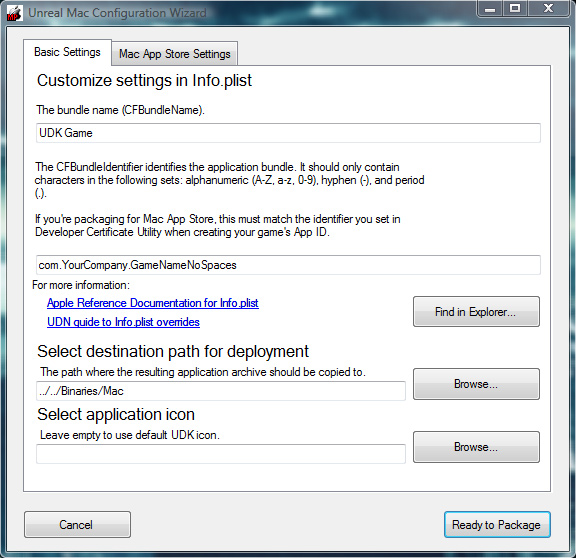 Unreal Mac Configuration Wizard
Basic Settings
Mac App Store Settings
Customize settings in Info.plist
The bundle name (CFBundleName).
UDK Game
The CFBundleIdentifier identifies the application bundle. It should only contain
characters in the following sets: alphanumeric (A-Z, a-z, 0-9), hyphen (-), and period
(.).
If you're packaging for Mac App Store, this must match the identifier you set in
Developer Certificate Utility when creating your game's App ID.
com.YourCompany.GameNameNoSpaces
For more information:
Apple Reference Documentation for Info.plist
UDN guide to Info.plist overrides
Find in Explorer...
Select destination path for deployment
The path where the resulting application archive should be copied to.
../../Binaries/Mac
Browse...
Select application icon
Leave empty to use default UDK icon.
Browse...
Cancel
Ready to Package